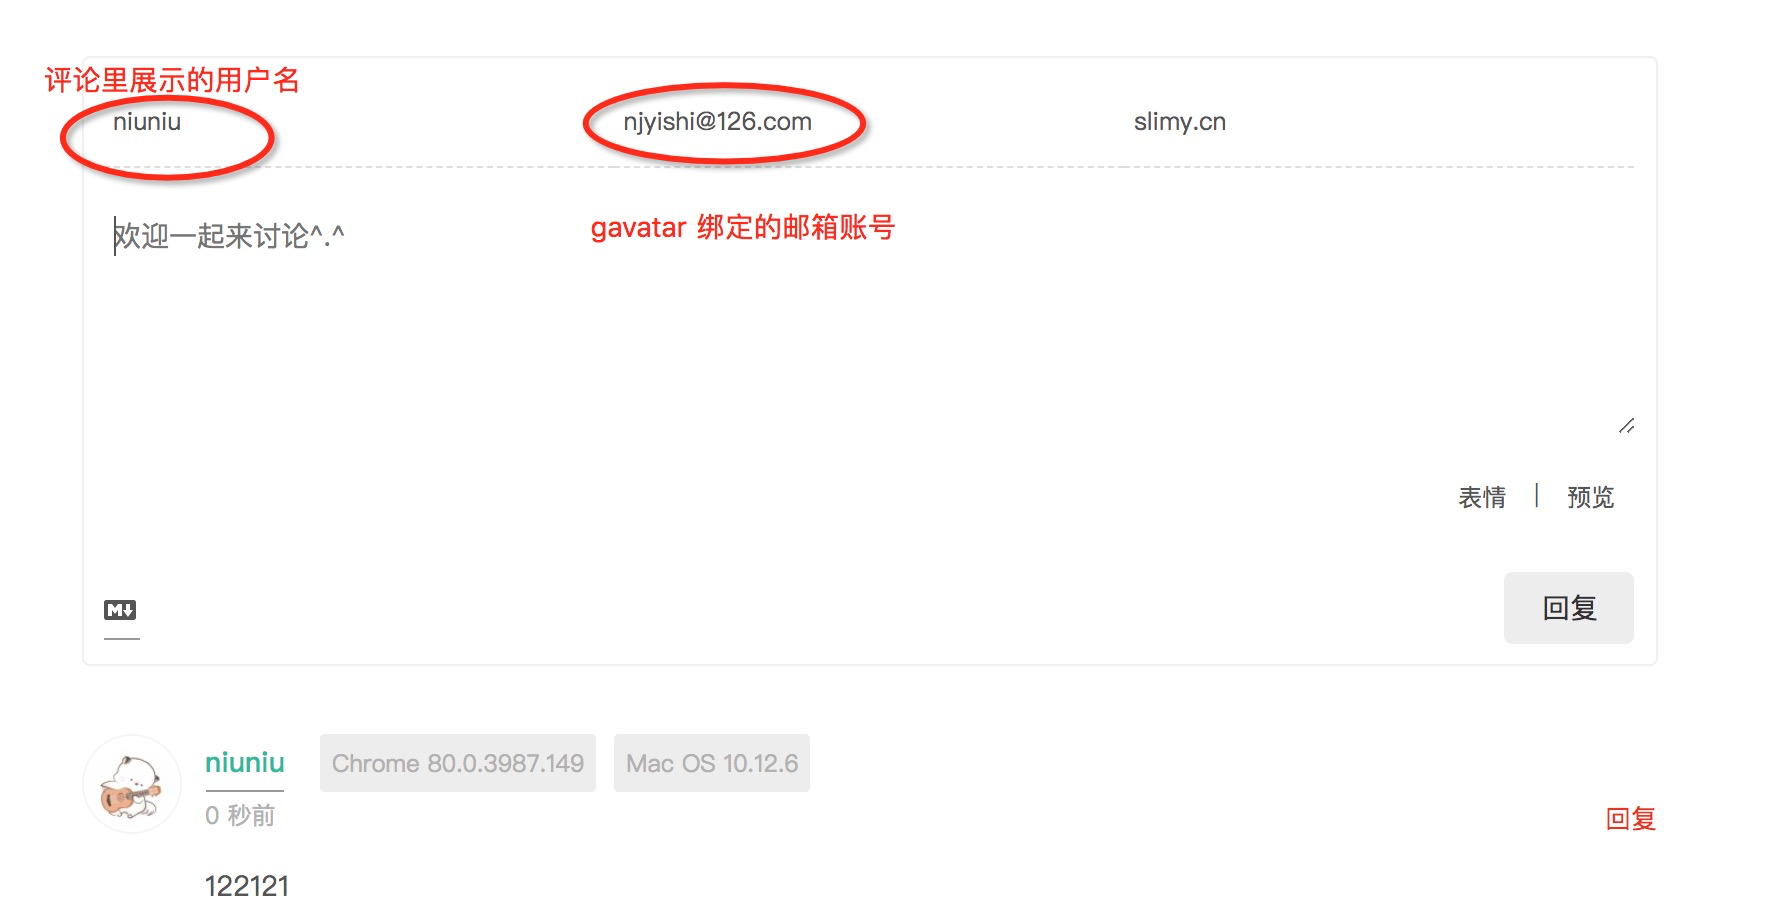 评论里展示的用户名
niuniu
njyishi@126.com
slimy.cn
欢迎一起来讨论^.^
gavatar 绑定的邮箱账号
表情 | 预览
M
回复
niuniu
Chrome 80.0.3987.149
Mac OS 10.12.6
0 秒前
回复
122121